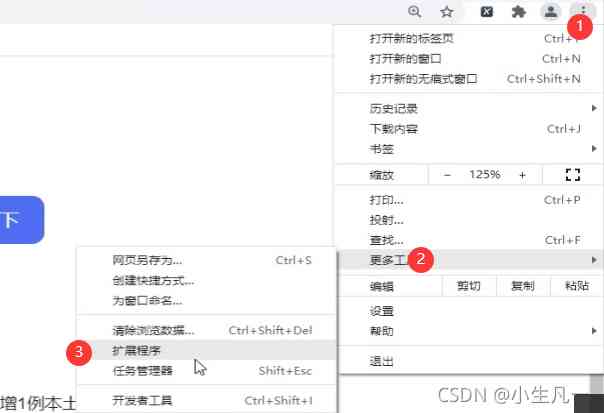 1
打开新的标签页 Ctrl+T
打开新的窗口 Ctrl+N
打开新的无痕式窗口 Ctrl+Shift+N
历史记录
下载内容 Ctrl+J
书签
缩放 − 125% +
打印... Ctrl+P
投射...
查找... Ctrl+F
更多工 2
编辑 剪切 复制 粘贴
设置
帮助
退出
下
网页另存为... Ctrl+S
创建快捷方式...
为窗口命名...
清除浏览数据... Ctrl+Shift+Del
3 扩展程序
任务管理器 Shift+Esc
开发者工具 Ctrl+Shift+I
增1例本土
CSDN @小生凡一